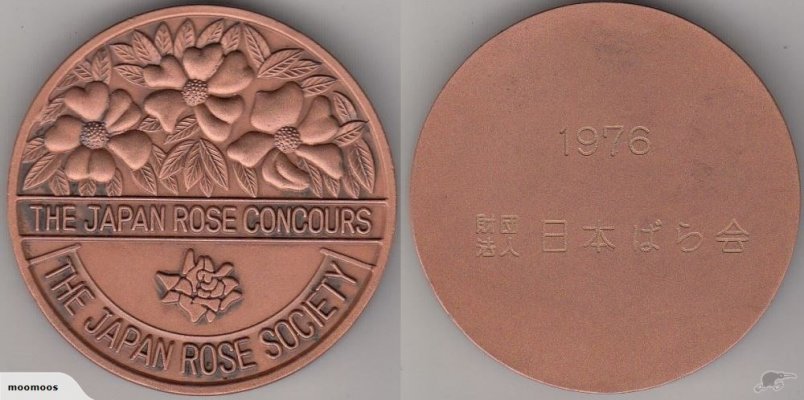 THE JAPAN ROSE CONCOURS
THE JAPAN ROSE SOCIETY
1976
財団法人 日本ばら会
moomoos